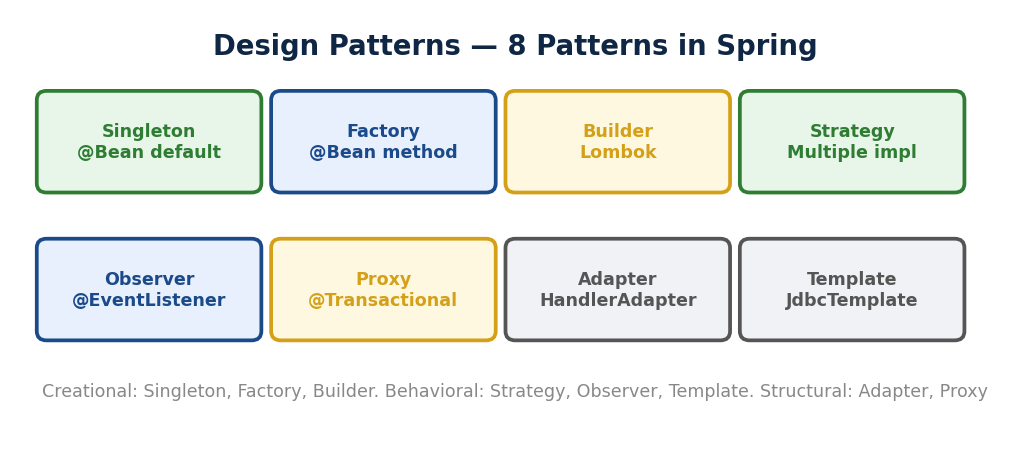 Design Patterns — 8 Patterns in Spring
Singleton
@Bean default
Factory
@Bean method
Builder
Lombok
Strategy
Multiple impl
Observer
@EventListener
Proxy
@Transactional
Adapter
HandlerAdapter
Template
JdbcTemplate
Creational: Singleton, Factory, Builder. Behavioral: Strategy, Observer, Template. Structural: Adapter, Proxy